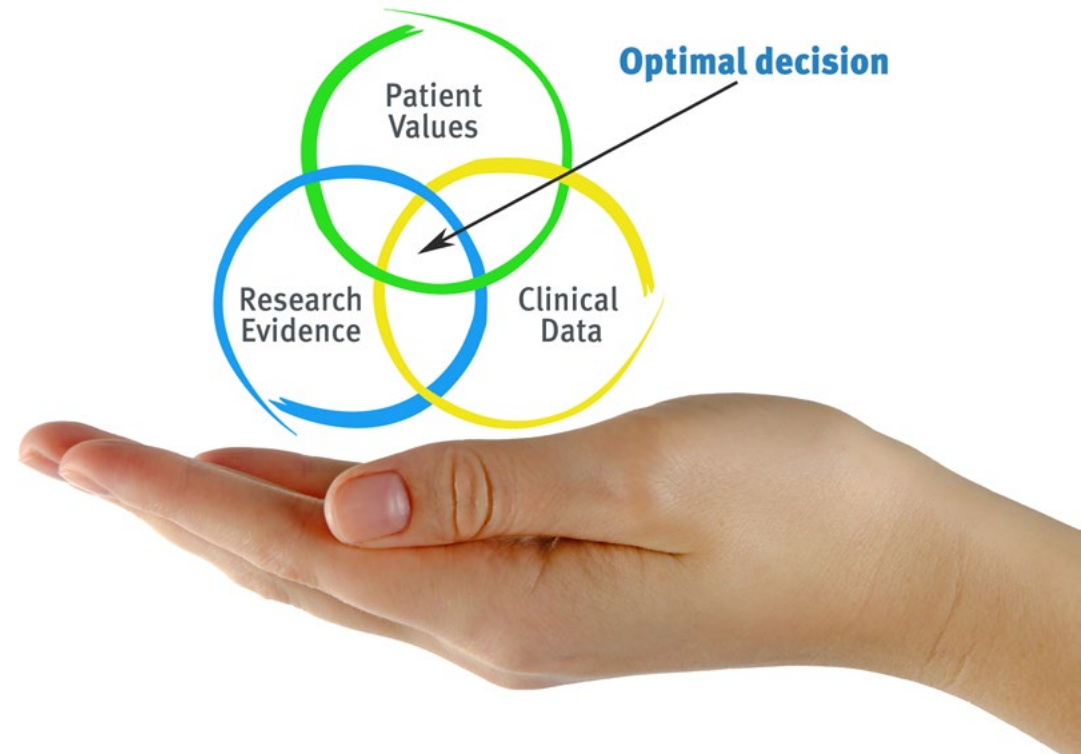 Optimal decision
Patient
Values
Research
Evidence
Clinical
Data